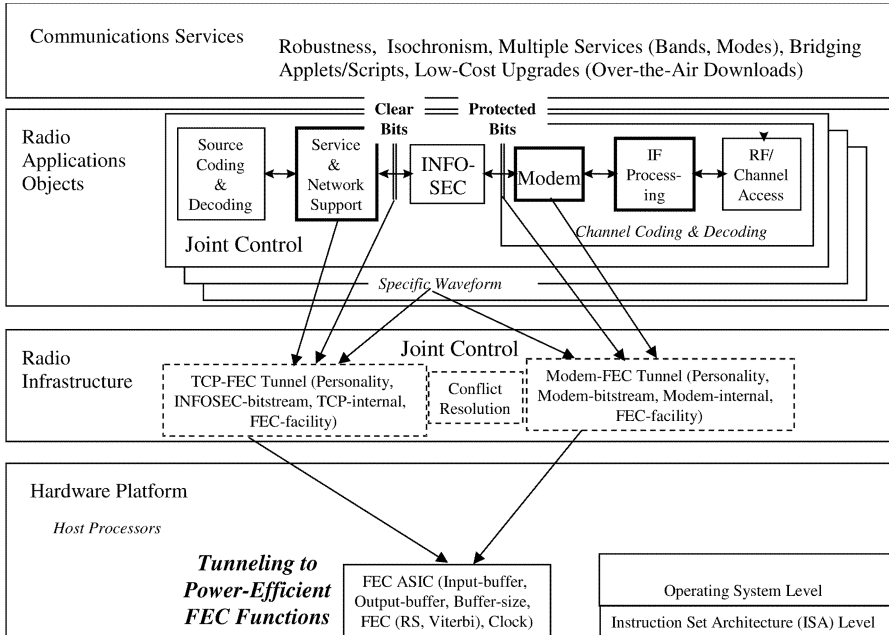 Communications Services
Robustness, Isochronism, Multiple Services (Bands, Modes), Bridging
Applets/Scripts, Low-Cost Upgrades (Over-the-Air Downloads)
Radio
Applications
Objects
Clear
Bits
Protected
Bits
Source
Coding
&
Decoding
Service
&
Network
Support
INFO-
SEC
Modem
IF
Process-
ing
RF/
Channel
Access
Joint Control
Channel Coding & Decoding
Specific Waveform
Radio
Infrastructure
Joint Control
TCP-FEC Tunnel (Personality,
INFOSEC-bitstream, TCP-internal,
FEC-facility)
Conflict
Resolution
Modem-FEC Tunnel (Personality,
Modem-bitstream, Modem-internal,
FEC-facility)
Hardware Platform
Host Processors
Tunneling to
Power-Efficient
FEC Functions
FEC ASIC (Input-buffer,
Output-buffer, Buffer-size,
FEC (RS, Viterbi), Clock)
Operating System Level
Instruction Set Architecture (ISA) Level